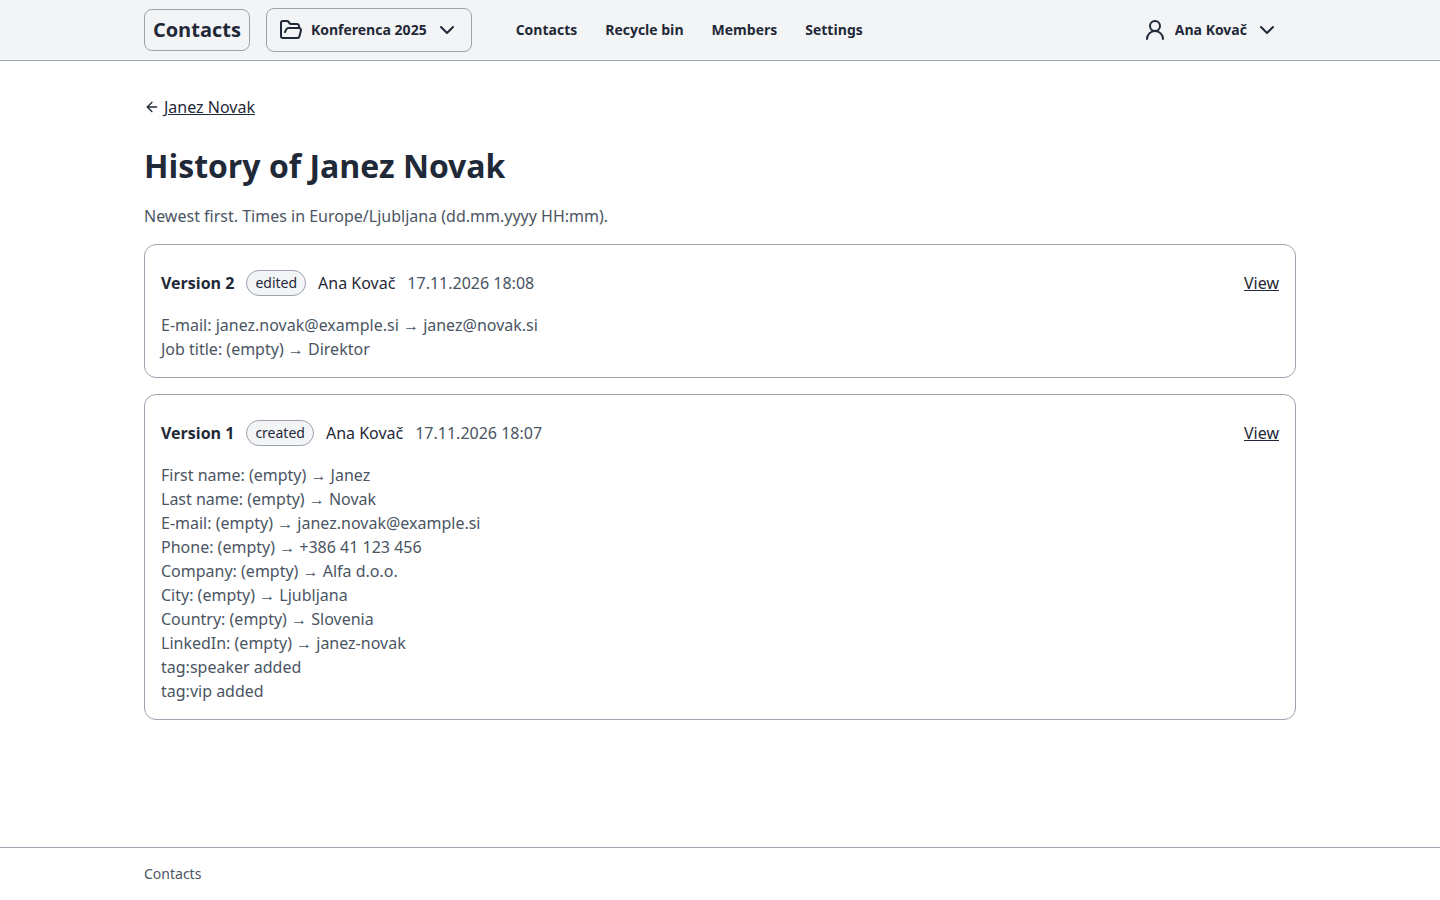 Contacts Konferenca 2025 Contacts Recycle bin Members Settings Ana Kovač
← Janez Novak
History of Janez Novak
Newest first. Times in Europe/Ljubljana (dd.mm.yyyy HH:mm).
Version 2 edited Ana Kovač 17.11.2026 18:08 View
E-mail: janez.novak@example.si → janez@novak.si
Job title: (empty) → Direktor
Version 1 created Ana Kovač 17.11.2026 18:07 View
First name: (empty) → Janez
Last name: (empty) → Novak
E-mail: (empty) → janez.novak@example.si
Phone: (empty) → +386 41 123 456
Company: (empty) → Alfa d.o.o.
City: (empty) → Ljubljana
Country: (empty) → Slovenia
LinkedIn: (empty) → janez-novak
tag:speaker added
tag:vip added
Contacts